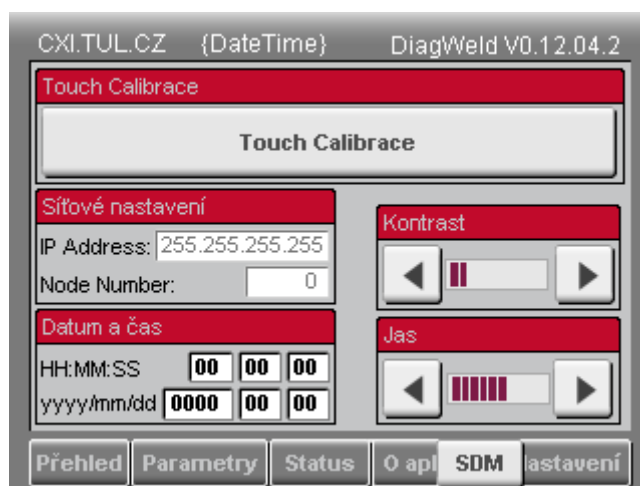 CXI.TUL.CZ {DateTime} DiagWeld V0.12.04.2
Touch Calibrace
Touch Calibrace
Síťové nastavení
IP Address: 255.255.255.255
Node Number: 0
Kontrast
Datum a čas
HH:MM:SS 00 00 00
yyyy/mm/dd 0000 00 00
Jas
Přehled Parametry Status O apl SDM astavení